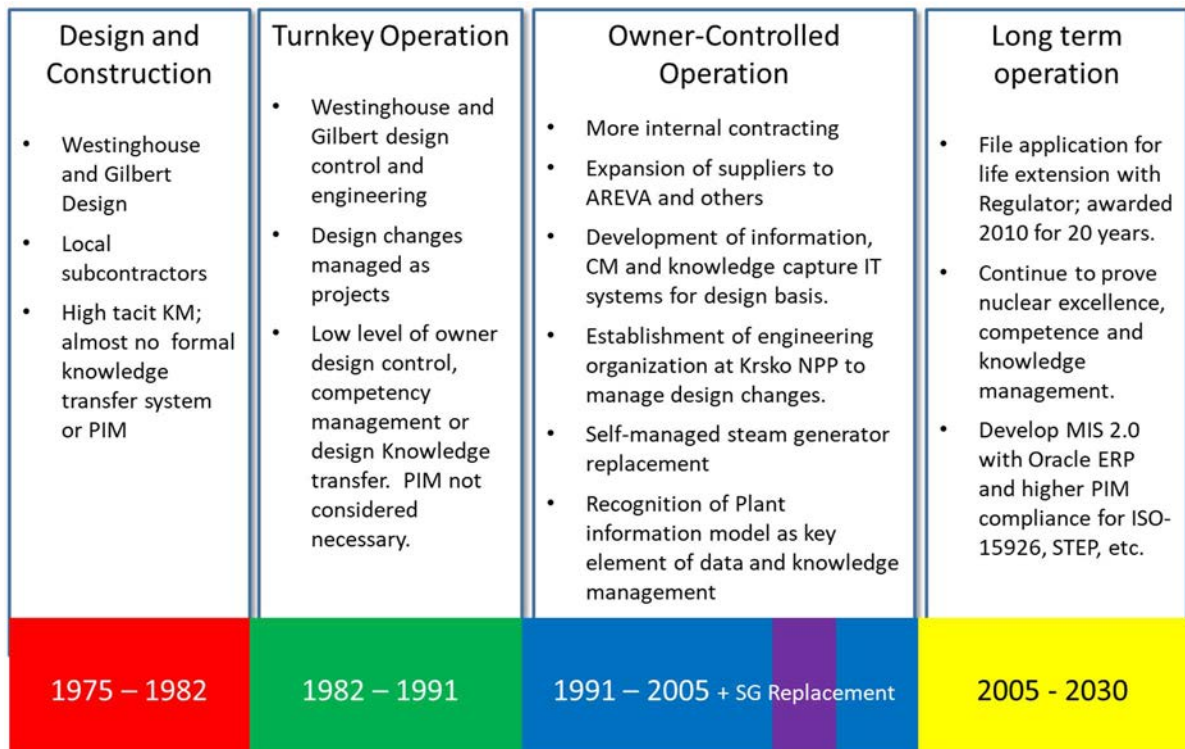 Design and
Construction
• Westinghouse
and Gilbert
Design
• Local
subcontractors
• High tacit KM;
almost no formal
knowledge
transfer system
or PIM
Turnkey Operation
• Westinghouse and
Gilbert design
control and
engineering
• Design changes
managed as
projects
• Low level of owner
design control,
competency
management or
design Knowledge
transfer. PIM not
considered
necessary.
Owner-Controlled
Operation
• More internal contracting
• Expansion of suppliers to
AREVA and others
• Development of information,
CM and knowledge capture IT
systems for design basis.
• Establishment of engineering
organization at Krsko NPP to
manage design changes.
• Self-managed steam generator
replacement
• Recognition of Plant
information model as key
element of data and knowledge
management
Long term
operation
• File application for
life extension with
Regulator; awarded
2010 for 20 years.
• Continue to prove
nuclear excellence,
competence and
knowledge
management.
• Develop MIS 2.0
with Oracle ERP
and higher PIM
compliance for ISO-
15926, STEP, etc.
1975 – 1982
1982 – 1991
1991 – 2005 + SG Replacement
2005 - 2030